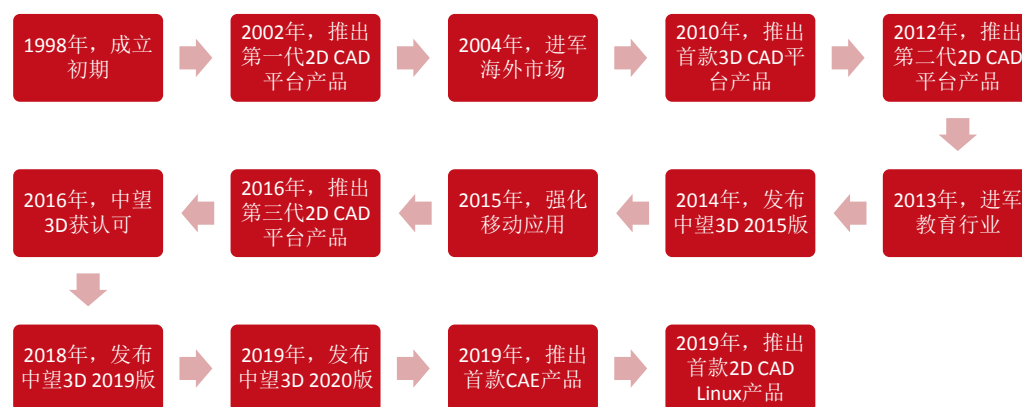 1998年，成立
初期
2002年，推出
第一代2D CAD
平台产品
2004年，进军
海外市场
2010年，推出
首款3D CAD平
台产品
2012年，推出
第二代2D CAD
平台产品
2013年，进军
教育行业
2014年，发布
中望3D 2015版
2015年，强化
移动应用
2016年，推出
第三代2D CAD
平台产品
2016年，中望
3D获认可
2018年，发布
中望3D 2019版
2019年，发布
中望3D 2020版
2019年，推出
首款CAE产品
2019年，推出
首款2D CAD
Linux产品